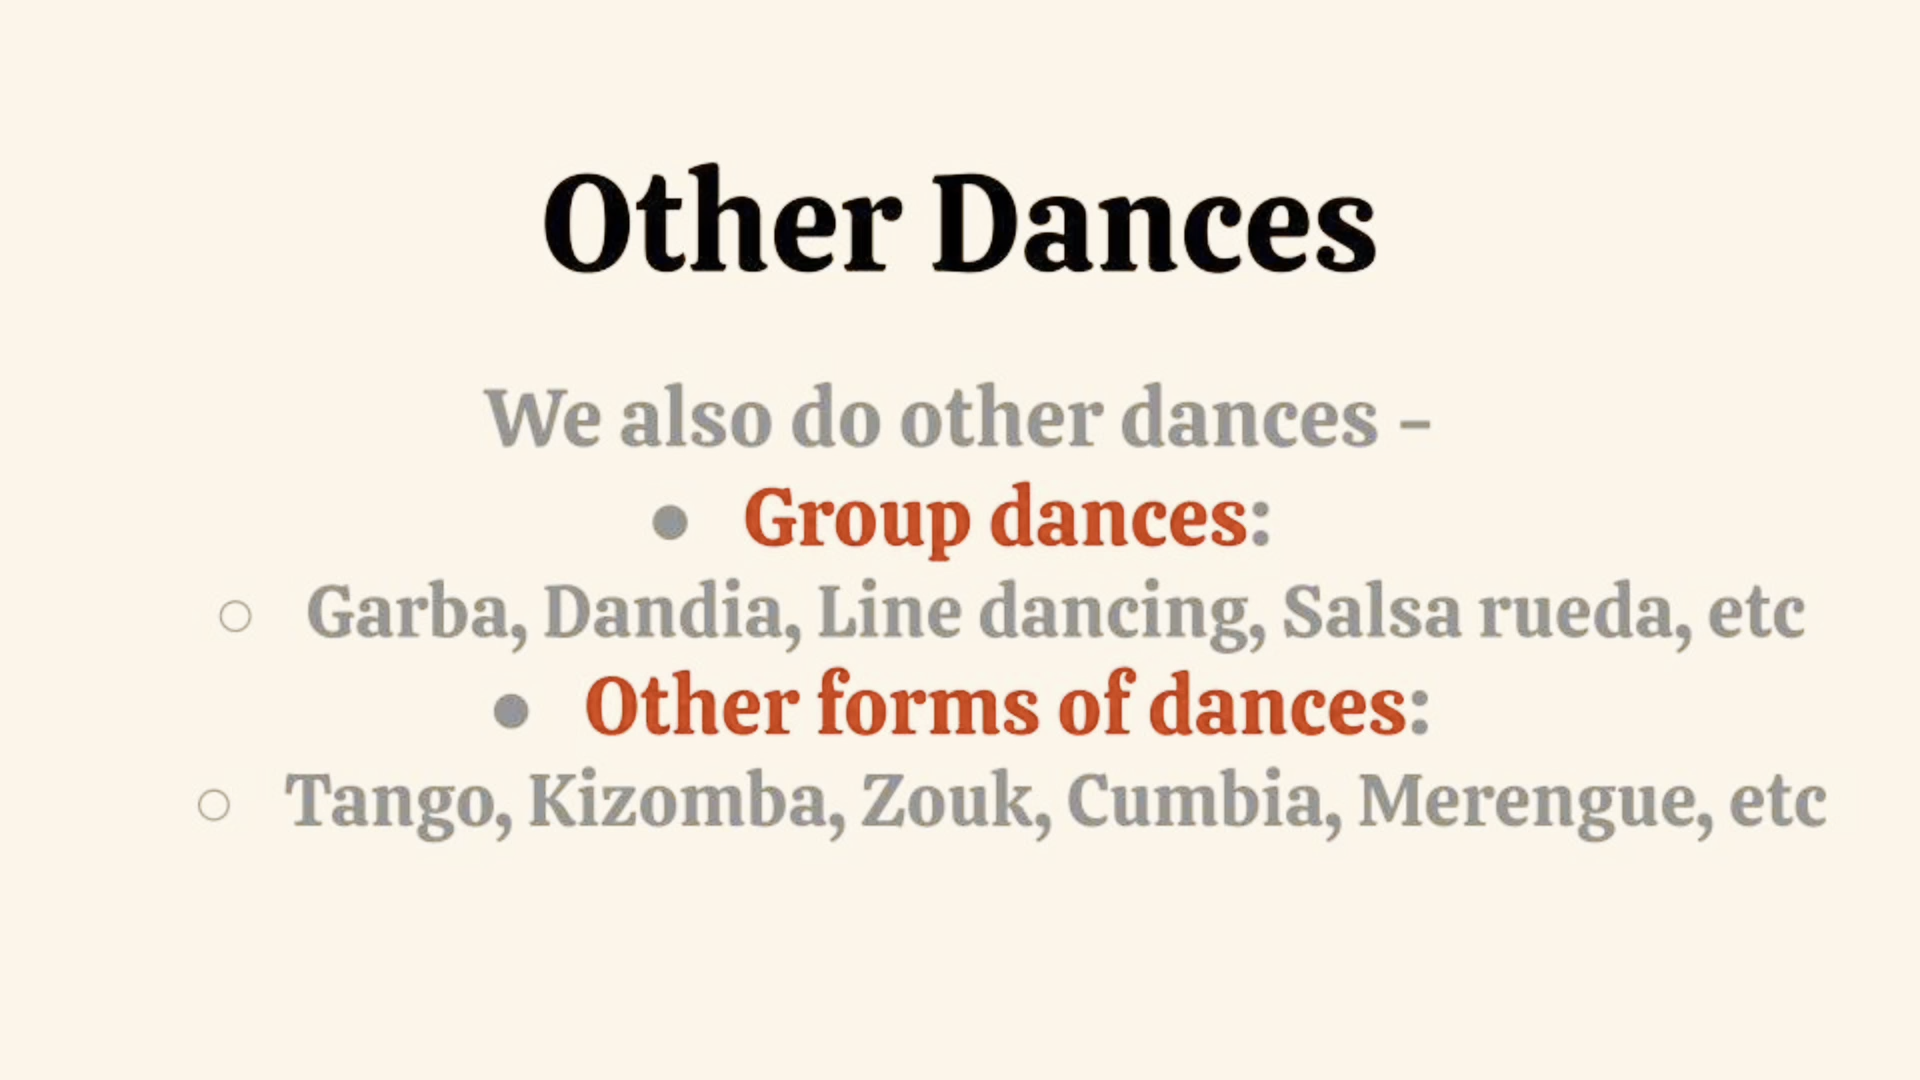 Other Dances
We also do other dances –
● Group dances:
○ Garba, Dandia, Line dancing, Salsa rueda, etc
● Other forms of dances:
○ Tango, Kizomba, Zouk, Cumbia, Merengue, etc